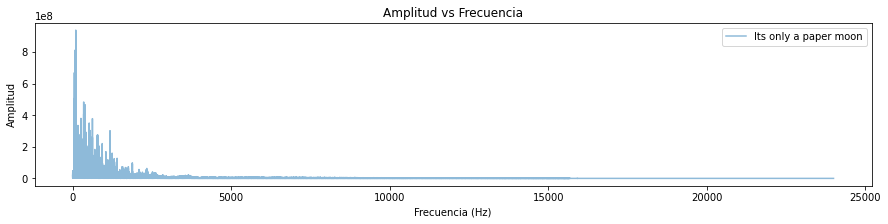 Amplitud vs Frecuencia
1e8
Its only a paper moon
8
6
4
2
0
Amplitud
0 5000 10000 15000 20000 25000
Frecuencia (Hz)